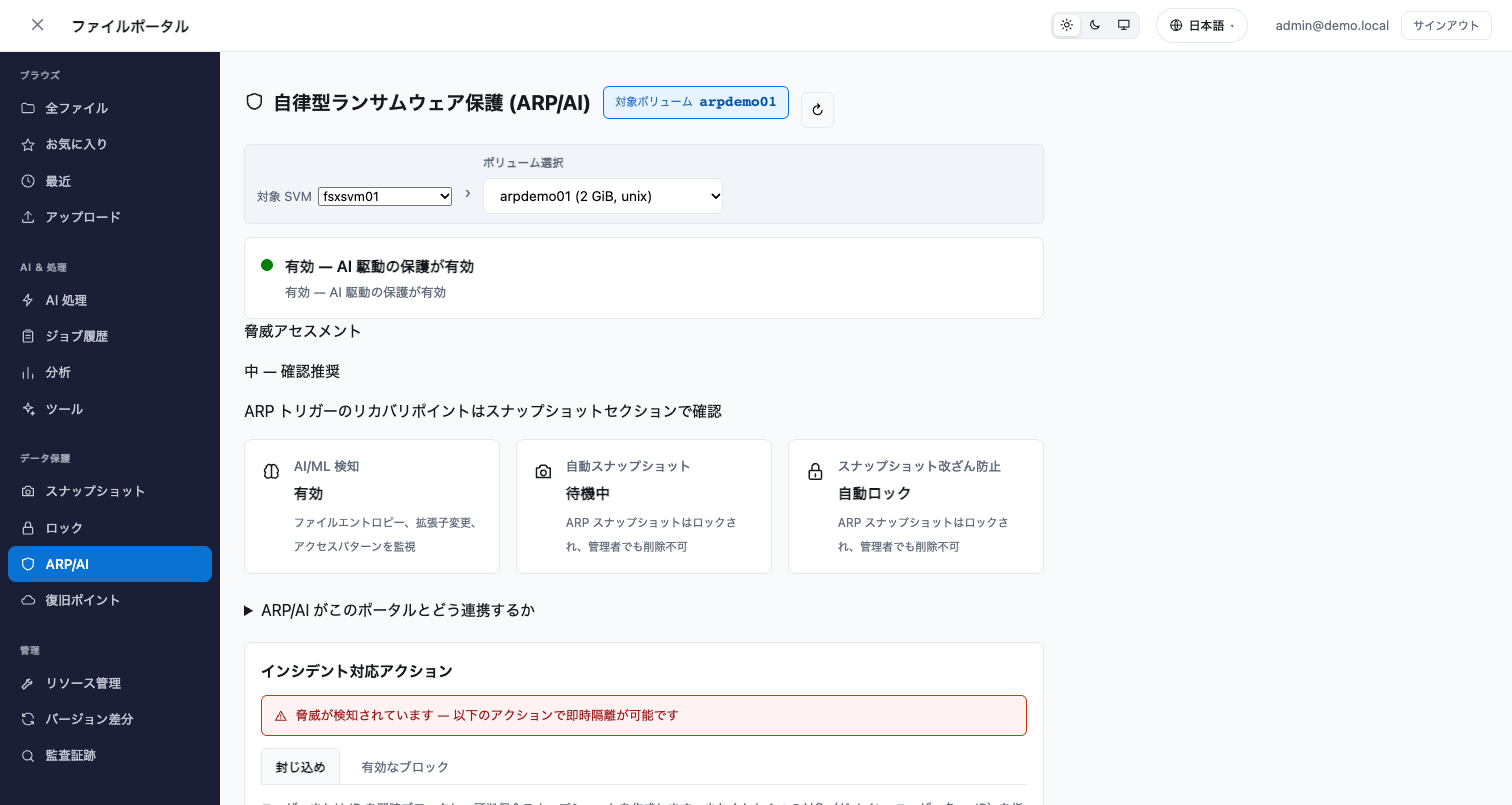 ファイルポータル
日本語
admin@demo.local
サインアウト
ブラウズ
全ファイル
お気に入り
最近
アップロード
AI & 処理
AI 処理
ジョブ履歴
分析
ツール
データ保護
スナップショット
ロック
ARP/AI
復旧ポイント
管理
リソース管理
バージョン差分
監査証跡
自律型ランサムウェア保護 (ARP/AI)
対象ボリューム arpdemo01
ボリューム選択
対象 SVM fsxsvm01 › arpdemo01 (2 GiB, unix)
有効 — AI 駆動の保護が有効
有効 — AI 駆動の保護が有効
脅威アセスメント
中 — 確認推奨
ARP トリガーのリカバリポイントはスナップショットセクションで確認
AI/ML 検知
有効
ファイルエントロピー、拡張子変更、
アクセスパターンを監視
自動スナップショット
待機中
ARP スナップショットはロックさ
れ、管理者でも削除不可
スナップショット改ざん防止
自動ロック
ARP スナップショットはロックさ
れ、管理者でも削除不可
ARP/AI がこのポータルとどう連携するか
インシデント対応アクション
脅威が検知されています — 以下のアクションで即時隔離が可能です
封じ込め
有効なブロック